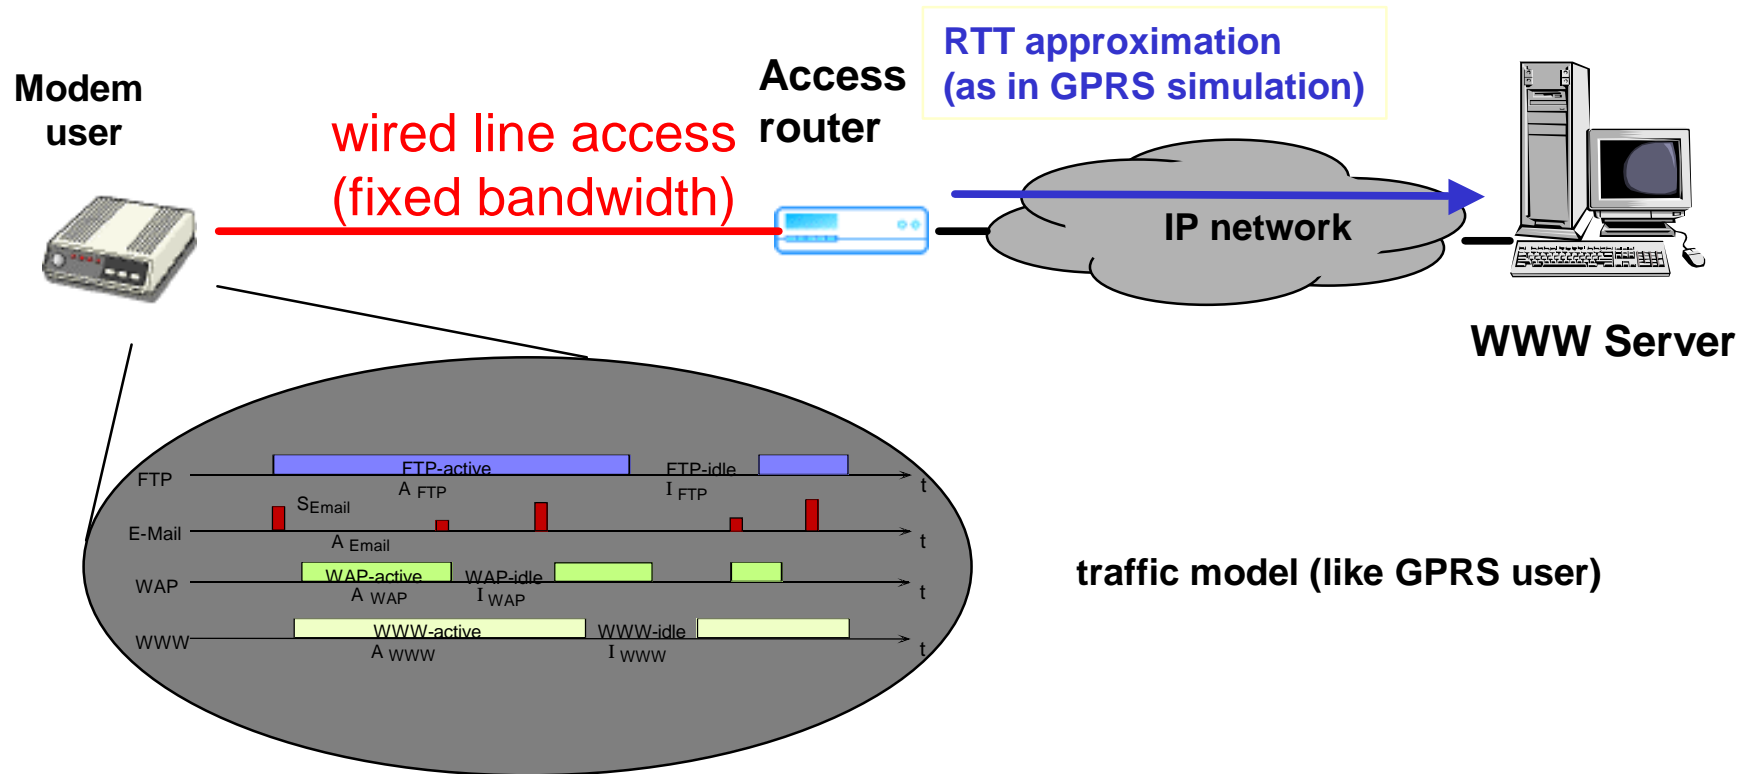 RTT approximation
(as in GPRS simulation)
Modem
user
Access
router
wired line access
(fixed bandwidth)
IP network
WWW Server
FTP
FTP-active
FTP-idle
A FTP
I FTP
t
SEmail
E-Mail
A Email
t
WAP
WAP-active
WAP-idle
A WAP
I WAP
t
WWW
WWW-active
WWW-idle
A WWW
I WWW
t
traffic model (like GPRS user)